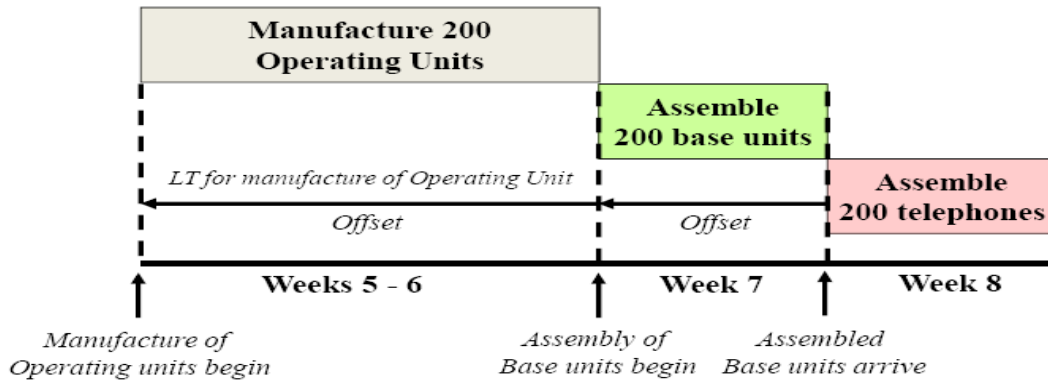 Manufacture 200
Operating Units
Assemble
200 base units
LT for manufacture of Operating Unit
Assemble
200 telephones
Offset
Offset
Weeks 5 - 6
Week 7
Week 8
Manufacture of
Operating units begin
Assembly of
Base units begin
Assembled
Base units arrive